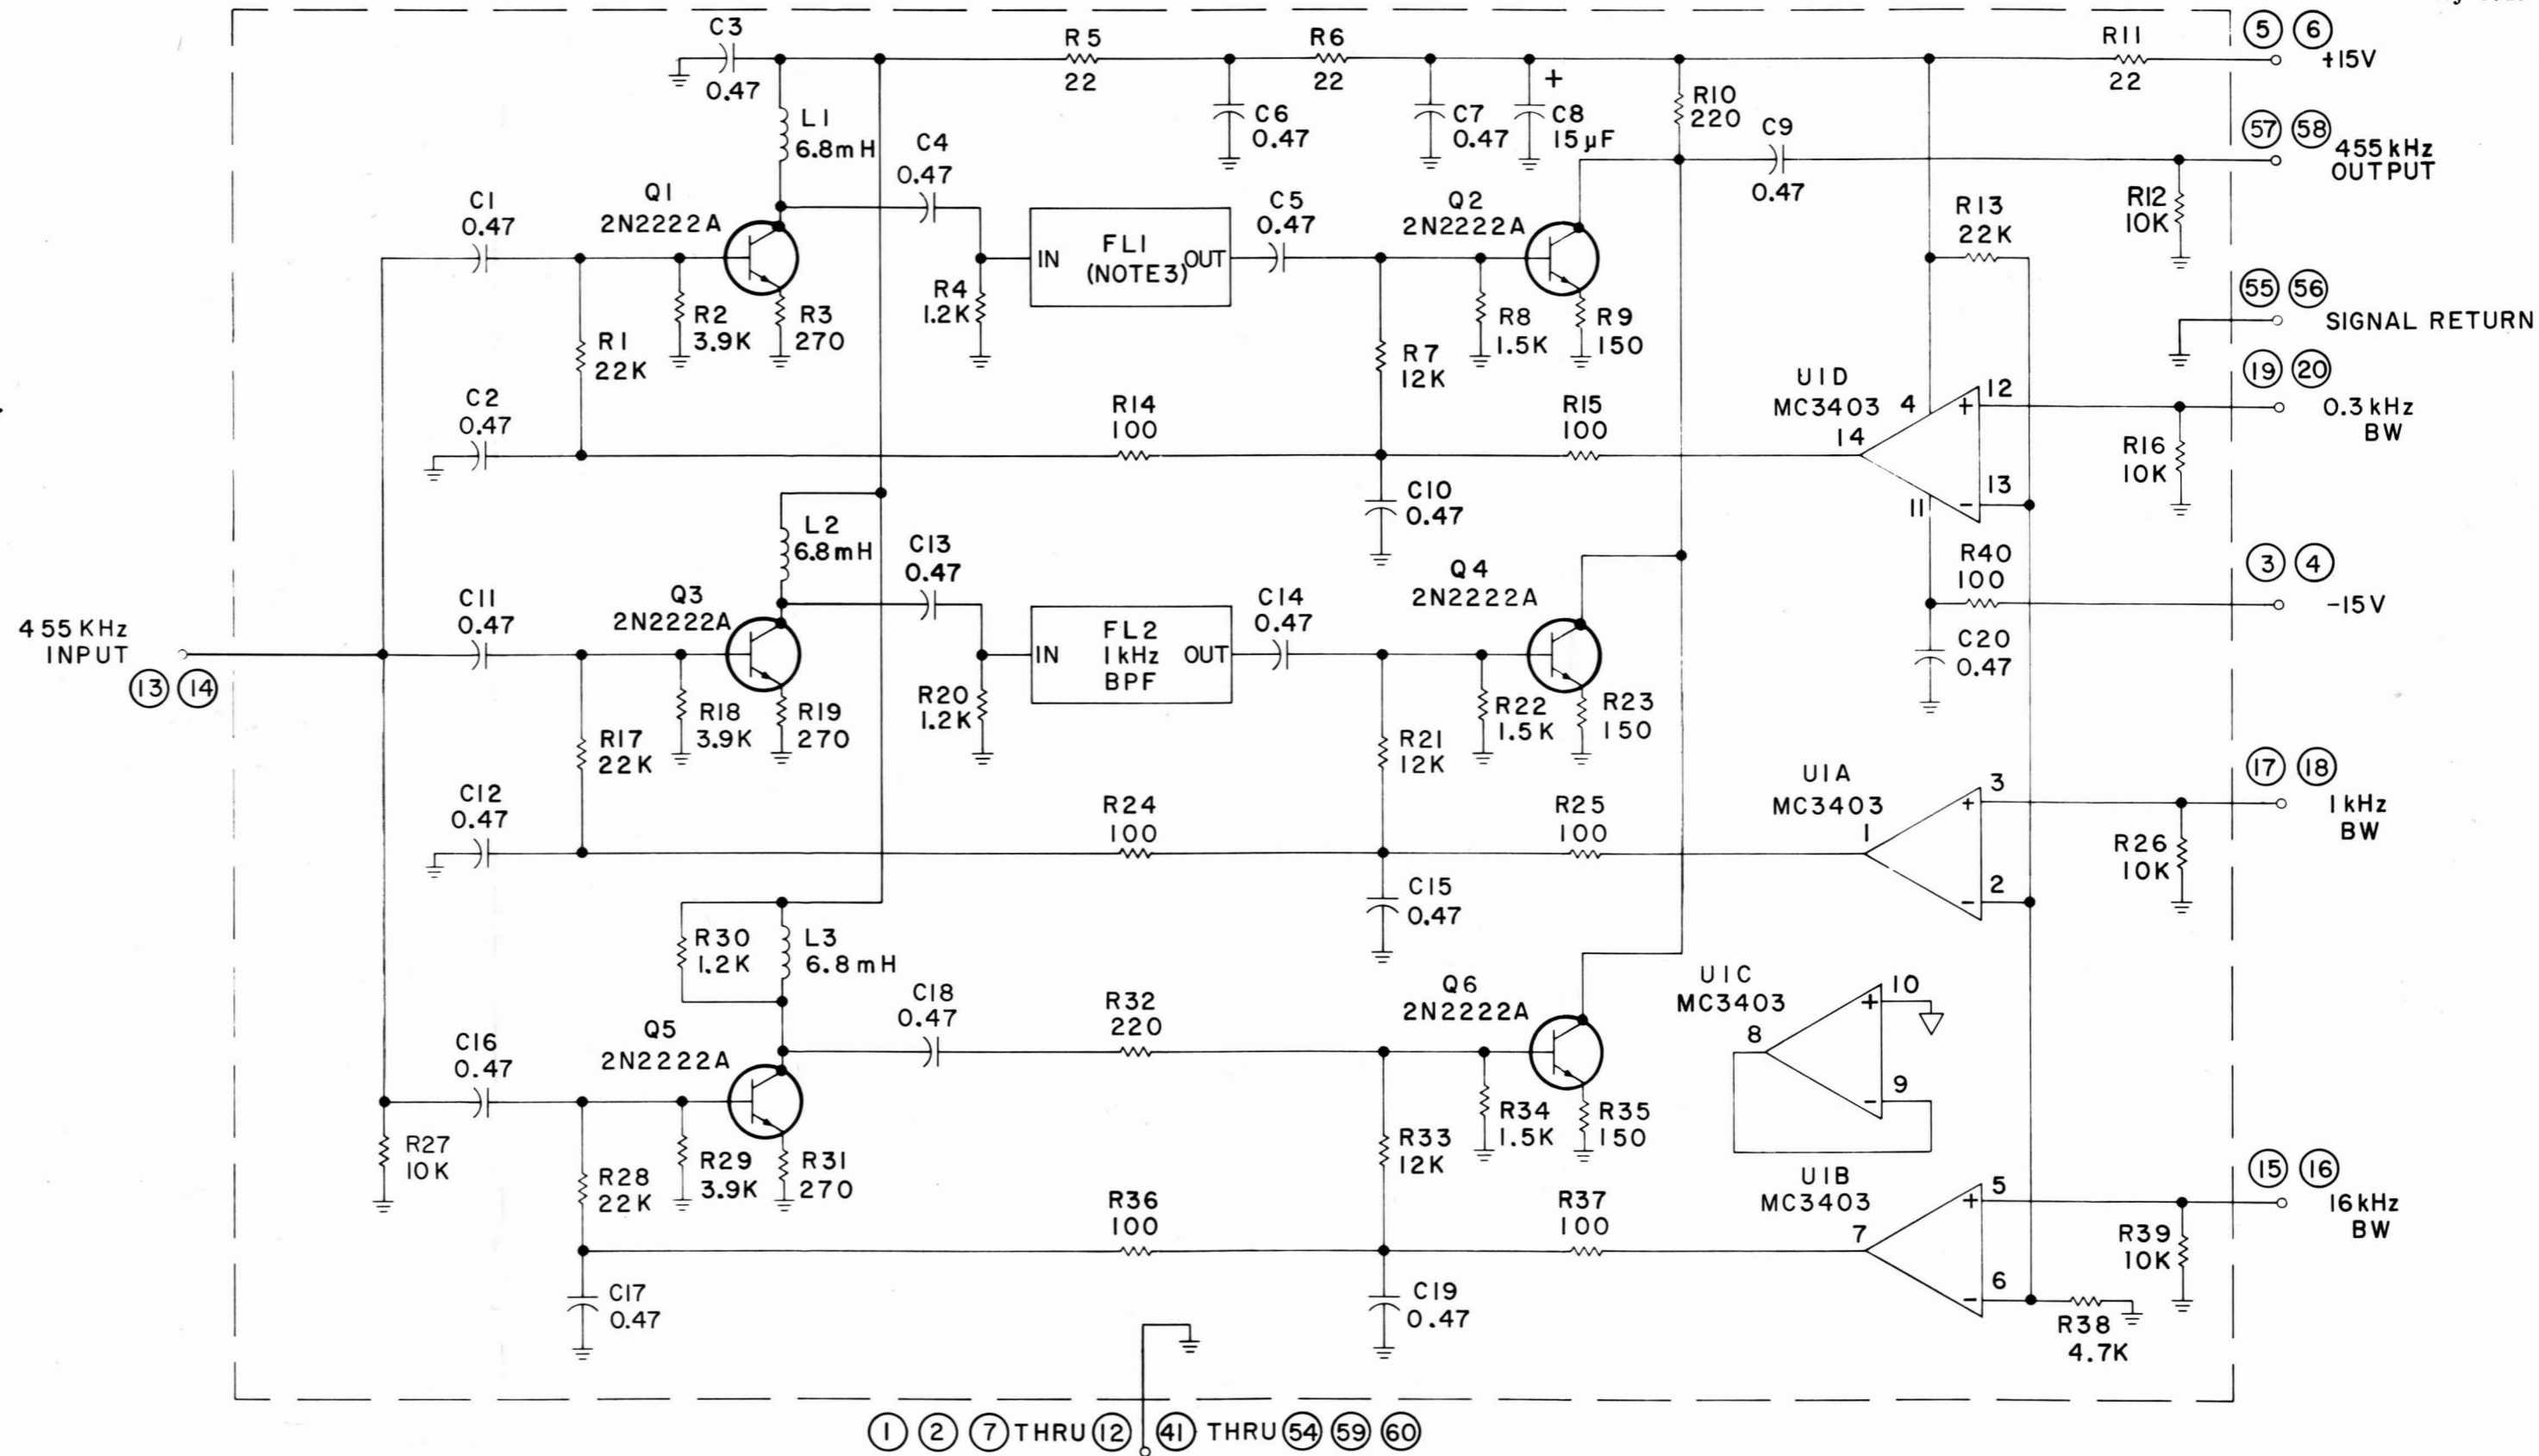 C3
0.47
R5
22
R6
22
R11
22
5 6
+15V
L1
6.8mH
C4
0.47
C6
0.47
C7
0.47
+
C8
15µF
R10
220
C9
0.47
57 58
455kHz
OUTPUT
R12
10K
C1
0.47
Q1
2N2222A
R1
22K
R2
3.9K
R3
270
R4
1.2K
IN
FL1
(NOTE3)
OUT
C5
0.47
Q2
2N2222A
R7
12K
R8
1.5K
R9
150
R13
22K
55 56
SIGNAL RETURN
19 20
0.3kHz
BW
C2
0.47
R14
100
R15
100
U1D
MC3403
4
14
12
+
13
-
11
R16
10K
C10
0.47
L2
6.8mH
C13
0.47
R40
100
3 4
-15V
C20
0.47
455KHz
INPUT
13 14
C11
0.47
Q3
2N2222A
R17
22K
R18
3.9K
R19
270
R20
1.2K
IN
FL2
1kHz
BPF
OUT
C14
0.47
Q4
2N2222A
R21
12K
R22
1.5K
R23
150
17 18
1kHz
BW
C12
0.47
R24
100
R25
100
U1A
MC3403
1
3
+
2
-
R26
10K
C15
0.47
R30
1.2K
L3
6.8mH
C18
0.47
R32
220
Q6
2N2222A
U1C
MC3403
8
10
+
9
-
C16
0.47
Q5
2N2222A
R27
10K
R28
22K
R29
3.9K
R31
270
R33
12K
R34
1.5K
R35
150
R36
100
R37
100
U1B
MC3403
7
5
+
6
-
15 16
16kHz
BW
R39
10K
R38
4.7K
C17
0.47
C19
0.47
1 2 7 THRU 12 41 THRU 54 59 60